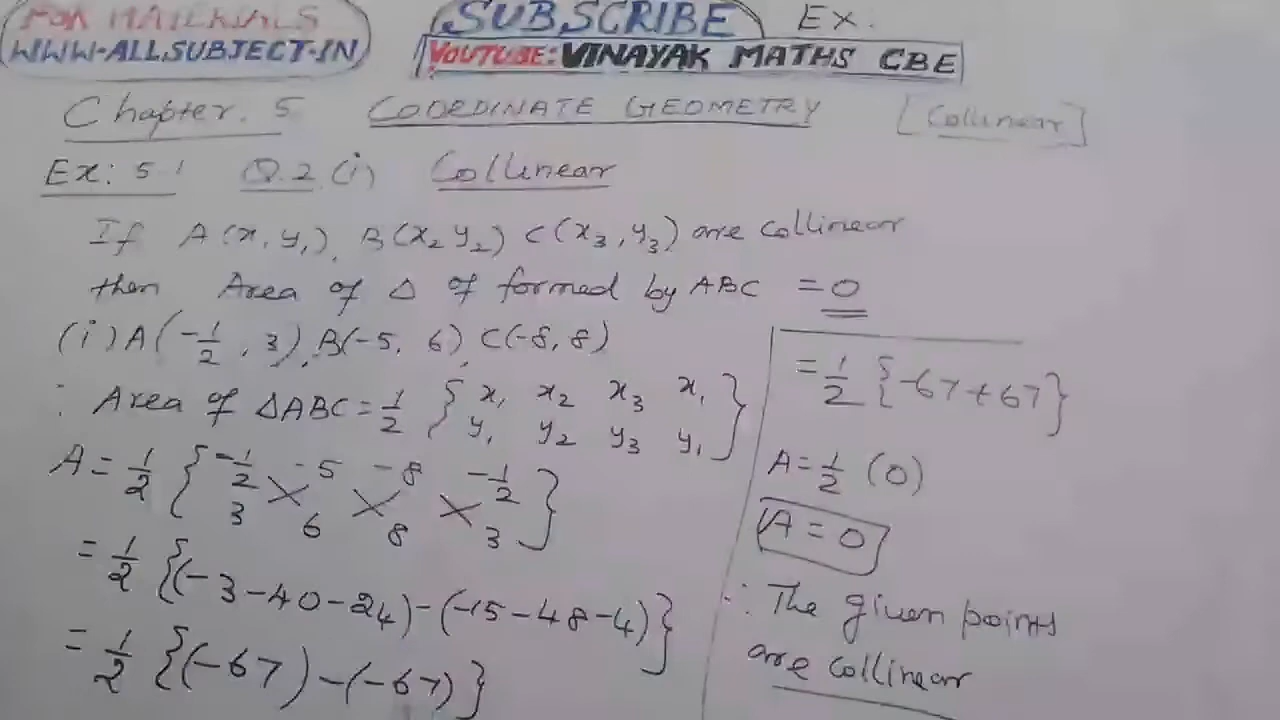 FOR MATERIALS
WWW-ALLSUBJECT-IN
SUBSCRIBE
EX.
YOUTUBE: VINAYAK MATHS CBE
Chapter. 5 COORDINATE GEOMETRY [Collinear]
Ex: 5.1 Q.2 (i) Collinear
If A(x, y₁), B(x₂ y₂) C(x₃, y₃) are collinear
then Area of Δ of formed by ABC = 0
(i) A(-1/2, 3), B(-5, 6), C(-8, 8)
∴ Area of ΔABC = 1/2 { x₁ x₂ x₃ x₁
y₁ y₂ y₃ y₁ }
A = 1/2 { -1/2 -5 -8 -1/2
3 6 8 3 }
= 1/2 {(-3-40-24)-(-15-48-4)}
= 1/2 {(-67)-(-67)}
= 1/2 {-67+67}
A = 1/2 (0)
A = 0
∴ The given points
are collinear